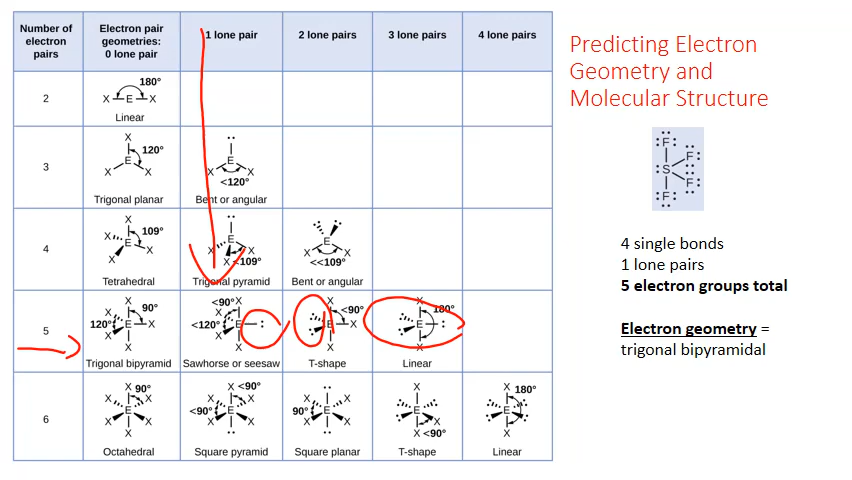 Number of
electron
pairs
Electron pair
geometries:
0 lone pair
1 lone pair
2 lone pairs
3 lone pairs
4 lone pairs
2
180°
X E X
Linear
3
X
120°
E
X X
Trigonal planar
E
X X
<120°
Bent or angular
4
X
109°
X E
X X
Tetrahedral
E
X X
X <109°
Trigonal pyramid
E
X X
<<109°
Bent or angular
5
X 90°
X
120° E X
X
X
Trigonal bipyramid
<90° X
X
<120° E
X
X
Sawhorse or seesaw
X <90°
E X
X
T-shape
X 180°
E
X
Linear
6
X 90°
X X
E
X X
X
Octahedral
X <90°
X X
<90° E
X X
Square pyramid
X X
90° E
X X
Square planar
X
E
X
X <90°
T-shape
X 180°
E
X
Linear
Predicting Electron
Geometry and
Molecular Structure
F
F
S
F
F
4 single bonds
1 lone pairs
5 electron groups total
Electron geometry =
trigonal bipyramidal